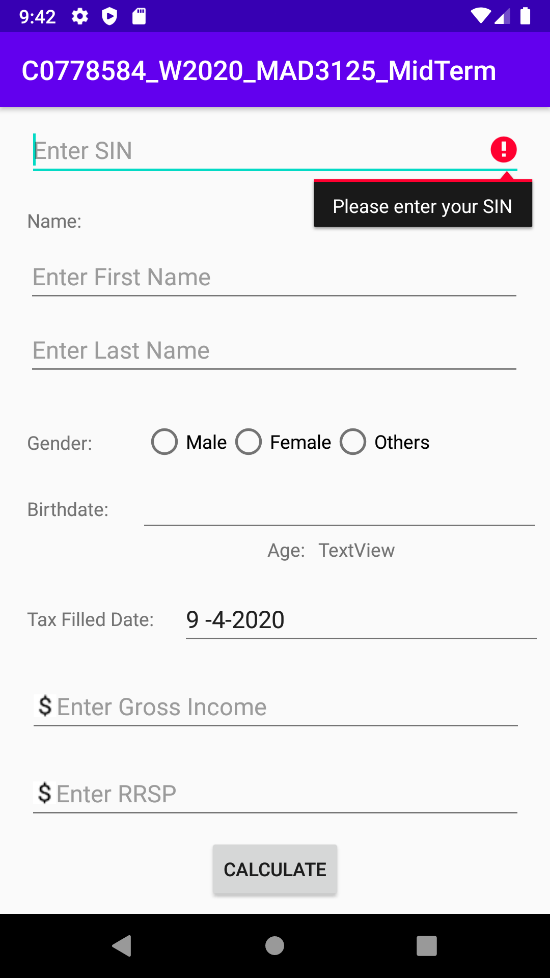 9:42
C0778584_W2020_MAD3125_MidTerm
Enter SIN
Please enter your SIN
Name:
Enter First Name
Enter Last Name
Gender: Male Female Others
Birthdate:
Age: TextView
Tax Filled Date: 9 -4-2020
$ Enter Gross Income
$ Enter RRSP
CALCULATE